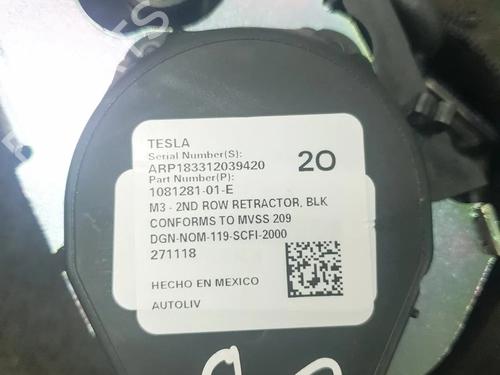 TESLA
Serial Number(S):
ARP183312039420
20
Part Number(P):
1081281-01-E
M3 - 2ND ROW RETRACTOR, BLK
CONFORMS TO MVSS 209
DGN-NOM-119-SCFI-2000
271118
HECHO EN MEXICO
AUTOLIV